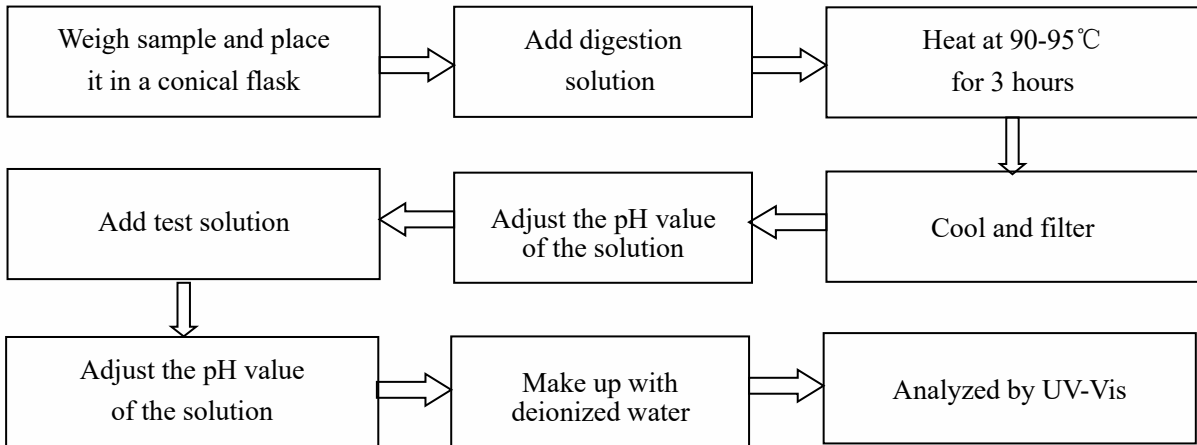 Weigh sample and place
it in a conical flask
Add digestion
solution
Heat at 90-95℃
for 3 hours
Cool and filter
Adjust the pH value
of the solution
Add test solution
Adjust the pH value
of the solution
Make up with
deionized water
Analyzed by UV-Vis